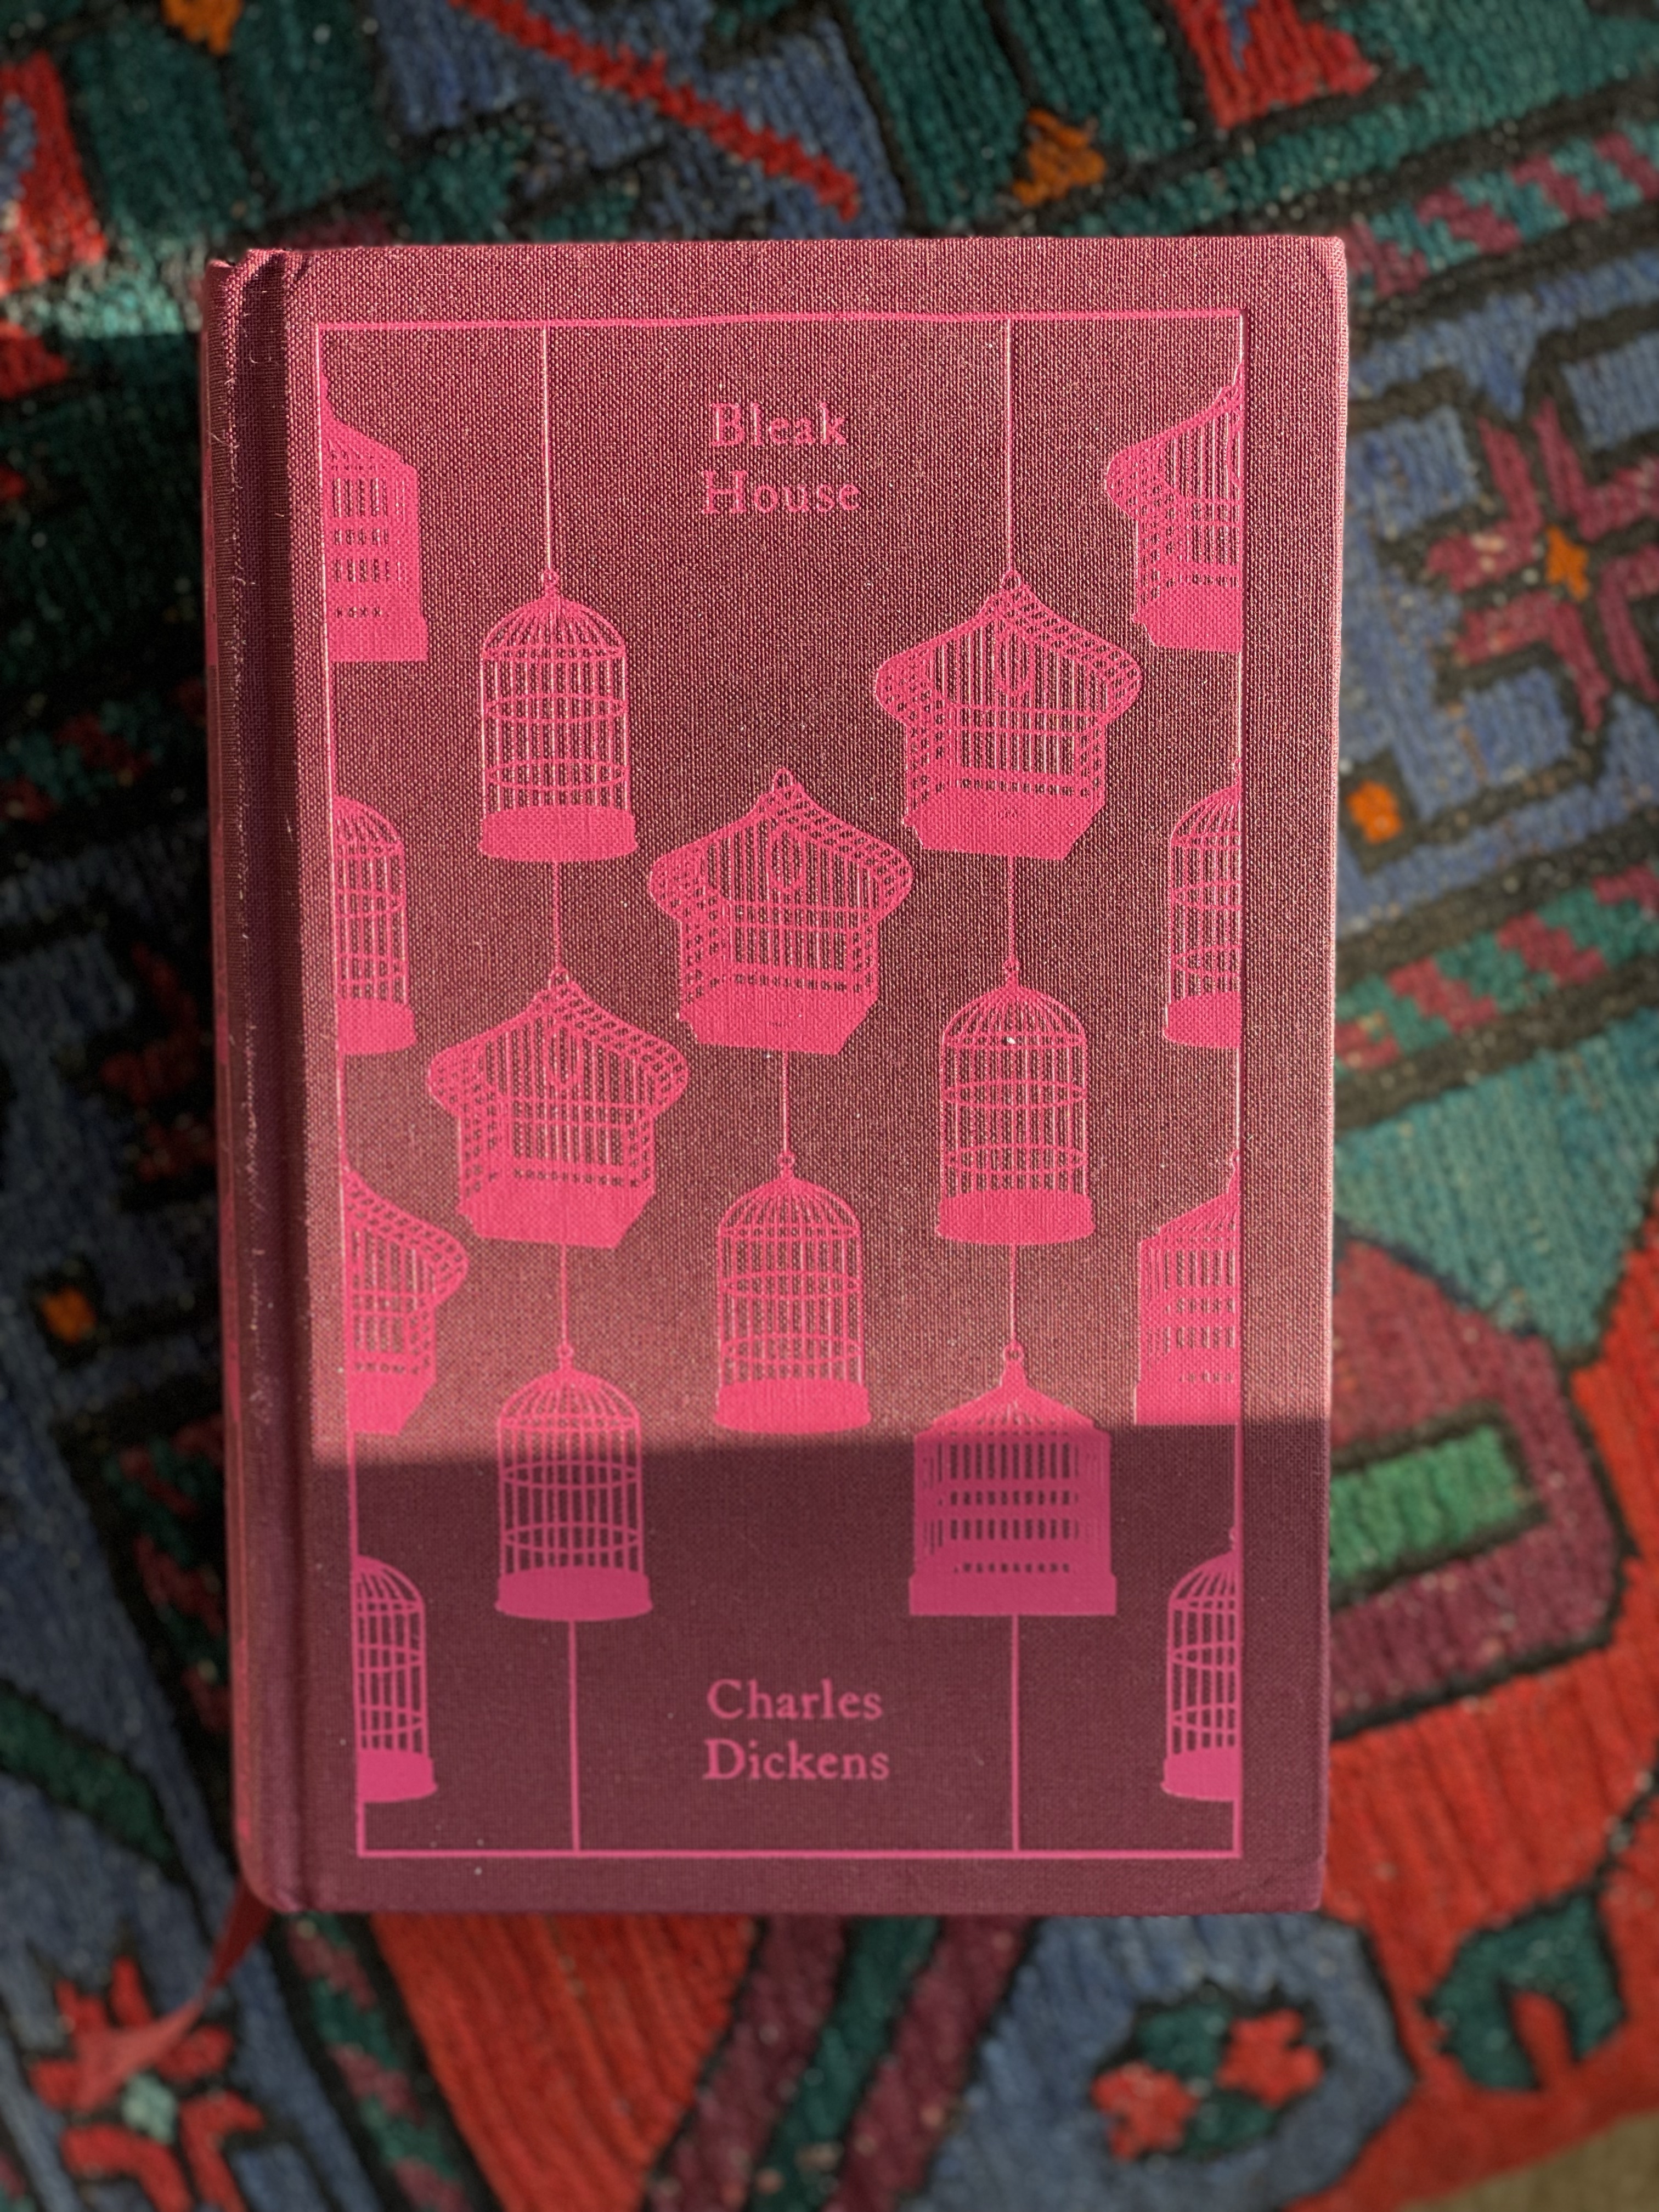 Bleak
House
Charles
Dickens